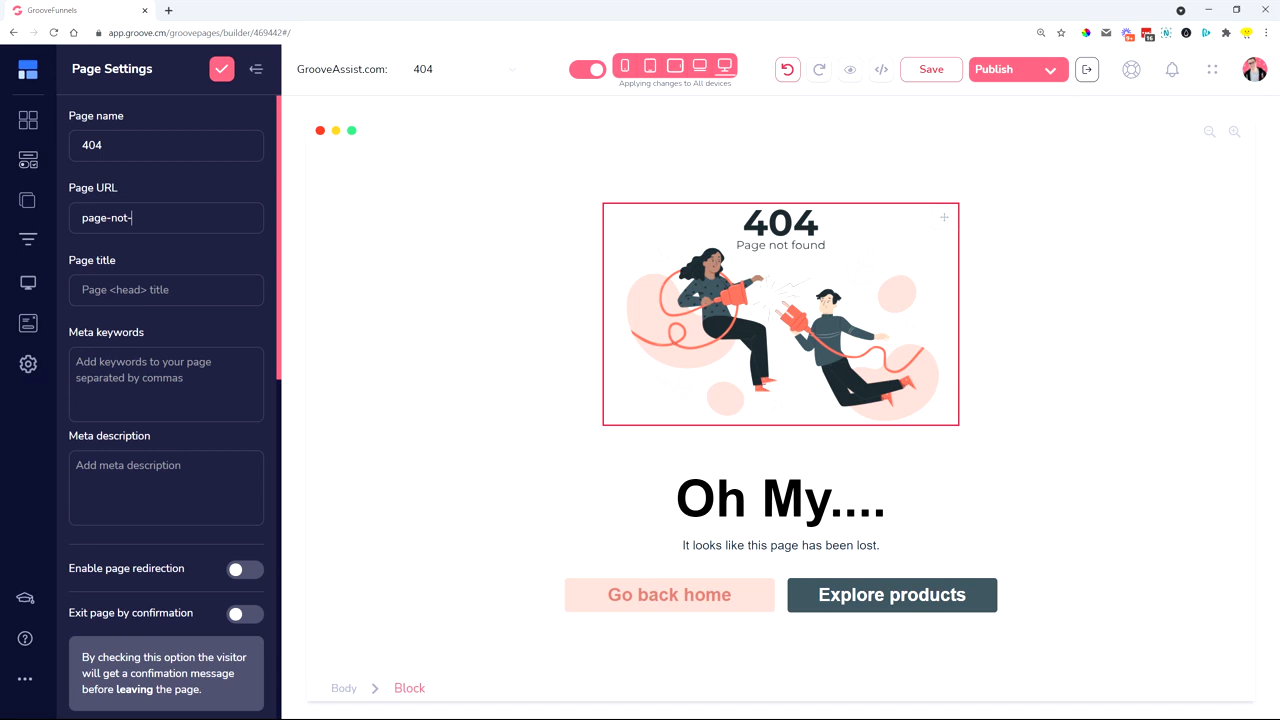 GrooveFunnels
app.groove.cm/groovepages/builder/469442#/
9+
16
Page Settings
GrooveAssist.com:
404
Applying changes to All devices
Save
Publish
Page name
404
Page URL
page-not-
Page title
Page <head> title
Meta keywords
Add keywords to your page
separated by commas
Meta description
Add meta description
Enable page redirection
Exit page by confirmation
By checking this option the visitor
will get a confimation message
before leaving the page.
404
Page not found
Oh My....
It looks like this page has been lost.
Go back home
Explore products
Body
Block